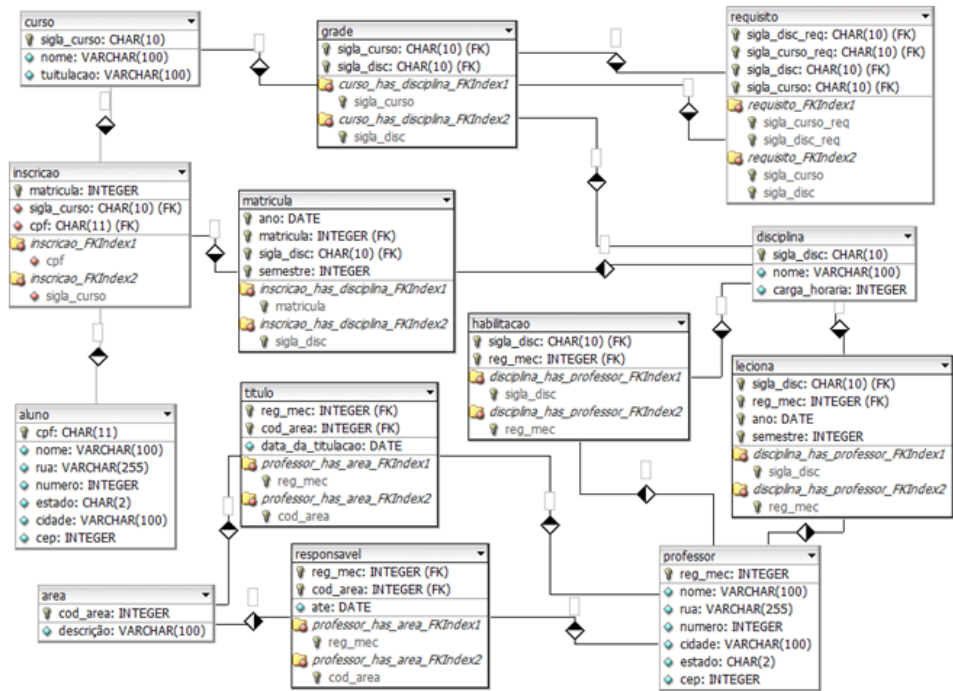 curso
sigla_curso: CHAR(10)
nome: VARCHAR(100)
tuitulacao: VARCHAR(100)
grade
sigla_curso: CHAR(10) (FK)
sigla_disc: CHAR(10) (FK)
curso_has_disciplina_FKIndex1
sigla_curso
curso_has_disciplina_FKIndex2
sigla_disc
requisito
sigla_disc_req: CHAR(10) (FK)
sigla_curso_req: CHAR(10) (FK)
sigla_disc: CHAR(10) (FK)
sigla_curso: CHAR(10) (FK)
requisito_FKIndex1
sigla_curso_req
sigla_disc_req
requisito_FKIndex2
sigla_curso
sigla_disc
inscricao
matricula: INTEGER
sigla_curso: CHAR(10) (FK)
cpf: CHAR(11) (FK)
inscricao_FKIndex1
cpf
inscricao_FKIndex2
sigla_curso
matricula
ano: DATE
matricula: INTEGER (FK)
sigla_disc: CHAR(10) (FK)
semestre: INTEGER
inscricao_has_disciplina_FKIndex1
matricula
inscricao_has_disciplina_FKIndex2
sigla_disc
disciplina
sigla_disc: CHAR(10)
nome: VARCHAR(100)
carga_horaria: INTEGER
habilitacao
sigla_disc: CHAR(10) (FK)
reg_mec: INTEGER (FK)
disciplina_has_professor_FKIndex1
sigla_disc
disciplina_has_professor_FKIndex2
reg_mec
leciona
sigla_disc: CHAR(10) (FK)
reg_mec: INTEGER (FK)
ano: DATE
semestre: INTEGER
disciplina_has_professor_FKIndex1
sigla_disc
disciplina_has_professor_FKIndex2
reg_mec
aluno
cpf: CHAR(11)
nome: VARCHAR(100)
rua: VARCHAR(255)
numero: INTEGER
estado: CHAR(2)
cidade: VARCHAR(100)
cep: INTEGER
titulo
reg_mec: INTEGER (FK)
cod_area: INTEGER (FK)
data_da_titulacao: DATE
professor_has_area_FKIndex1
reg_mec
professor_has_area_FKIndex2
cod_area
area
cod_area: INTEGER
descrição: VARCHAR(100)
responsavel
reg_mec: INTEGER (FK)
cod_area: INTEGER (FK)
ate: DATE
professor_has_area_FKIndex1
reg_mec
professor_has_area_FKIndex2
cod_area
professor
reg_mec: INTEGER
nome: VARCHAR(100)
rua: VARCHAR(255)
numero: INTEGER
cidade: VARCHAR(100)
estado: CHAR(2)
cep: INTEGER